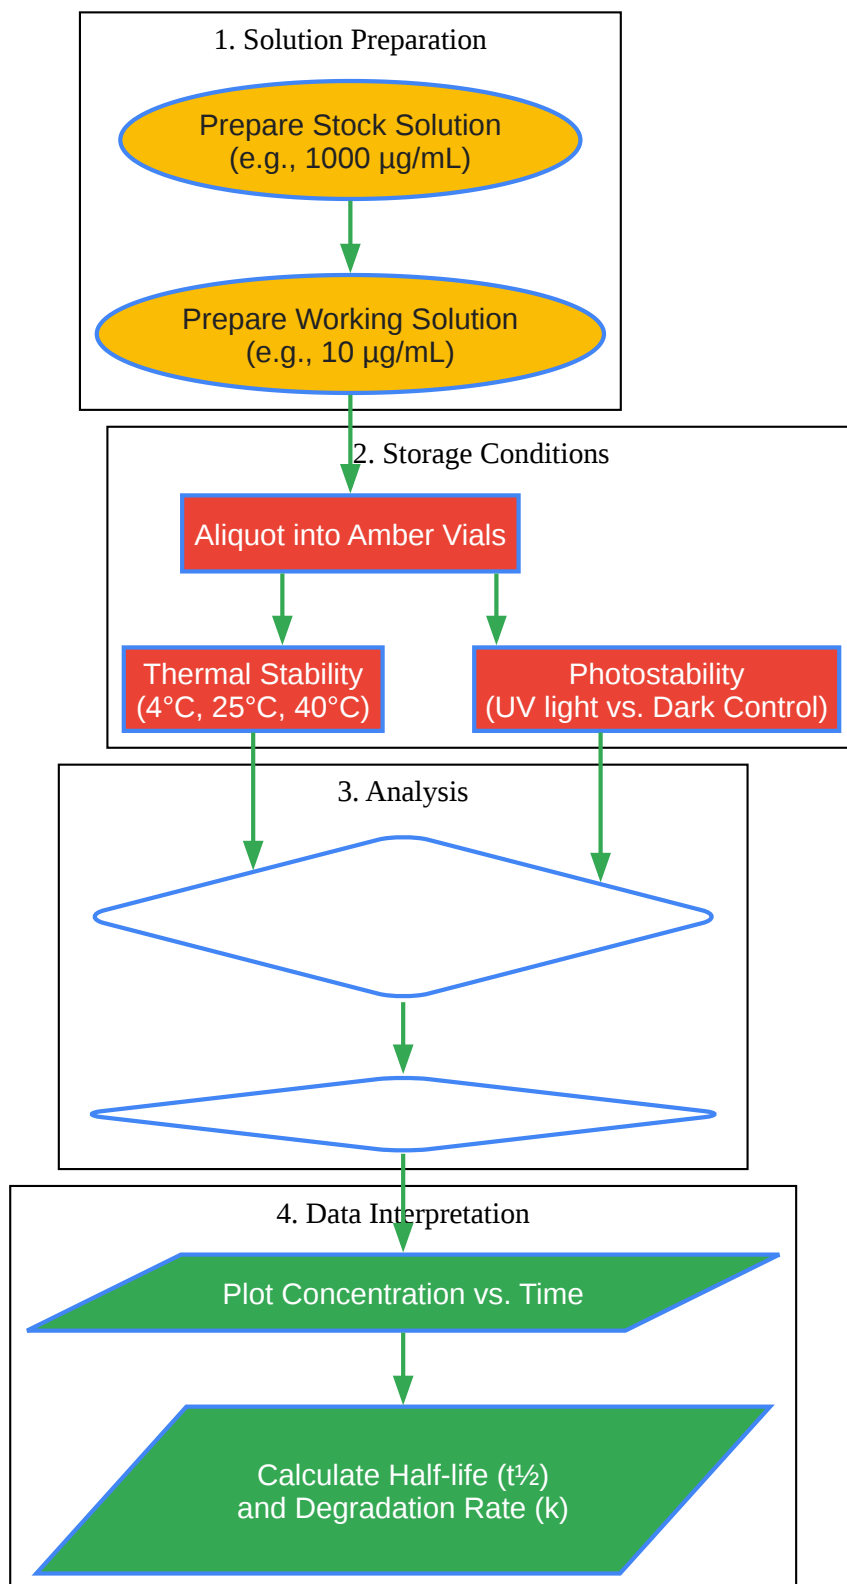 1. Solution Preparation
Prepare Stock Solution
(e.g., 1000 µg/mL)
Prepare Working Solution
(e.g., 10 µg/mL)
2. Storage Conditions
Aliquot into Amber Vials
Thermal Stability
(4°C, 25°C, 40°C)
Photostability
(UV light vs. Dark Control)
3. Analysis
4. Data Interpretation
Plot Concentration vs. Time
Calculate Half-life (t½)
and Degradation Rate (k)